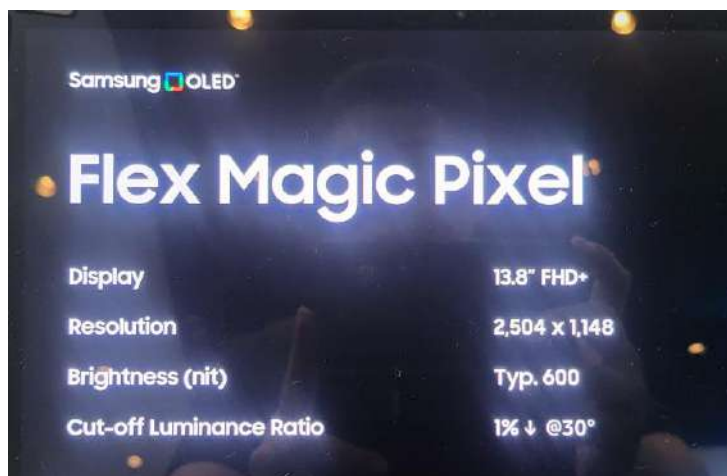 Samsung OLED
Flex Magic Pixel
Display 13.8" FHD+
Resolution 2,504 x 1,148
Brightness (nit) Typ. 600
Cut-off Luminance Ratio 1% ↓ @30°